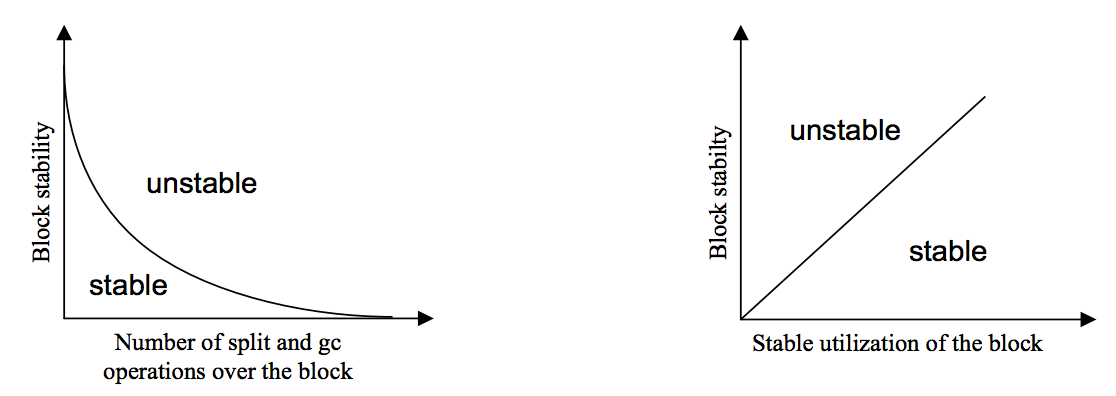 Block stability
unstable
stable
Number of split and gc
operations over the block
Block stabilty
unstable
stable
Stable utilization of the block